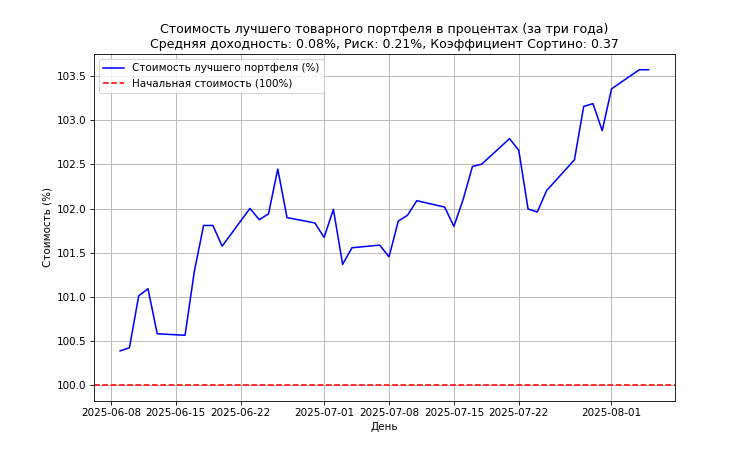 Стоимость лучшего товарного портфеля в процентах (за три года)
Средняя доходность: 0.08%, Риск: 0.21%, Коэффициент Сортино: 0.37
Стоимость лучшего портфеля (%)
Начальная стоимость (100%)
Стоимость (%)
103.5
103.0
102.5
102.0
101.5
101.0
100.5
100.0
2025-06-08 2025-06-15 2025-06-22 2025-07-01 2025-07-08 2025-07-15 2025-07-22 2025-08-01
День